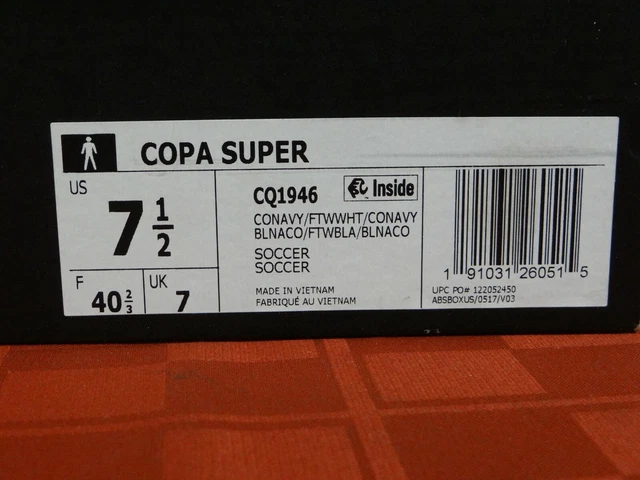 COPA SUPER
US
7 1/2
F
40 2/3
UK
7
CQ1946
Inside
CONAVY/FTWWHT/CONAVY
BLNACO/FTWBLA/BLNACO
SOCCER
SOCCER
MADE IN VIETNAM
FABRIQUÉ AU VIETNAM
1 91031 26051 5
UPC PO# 122052450
ABSBOXUS/0517/V03